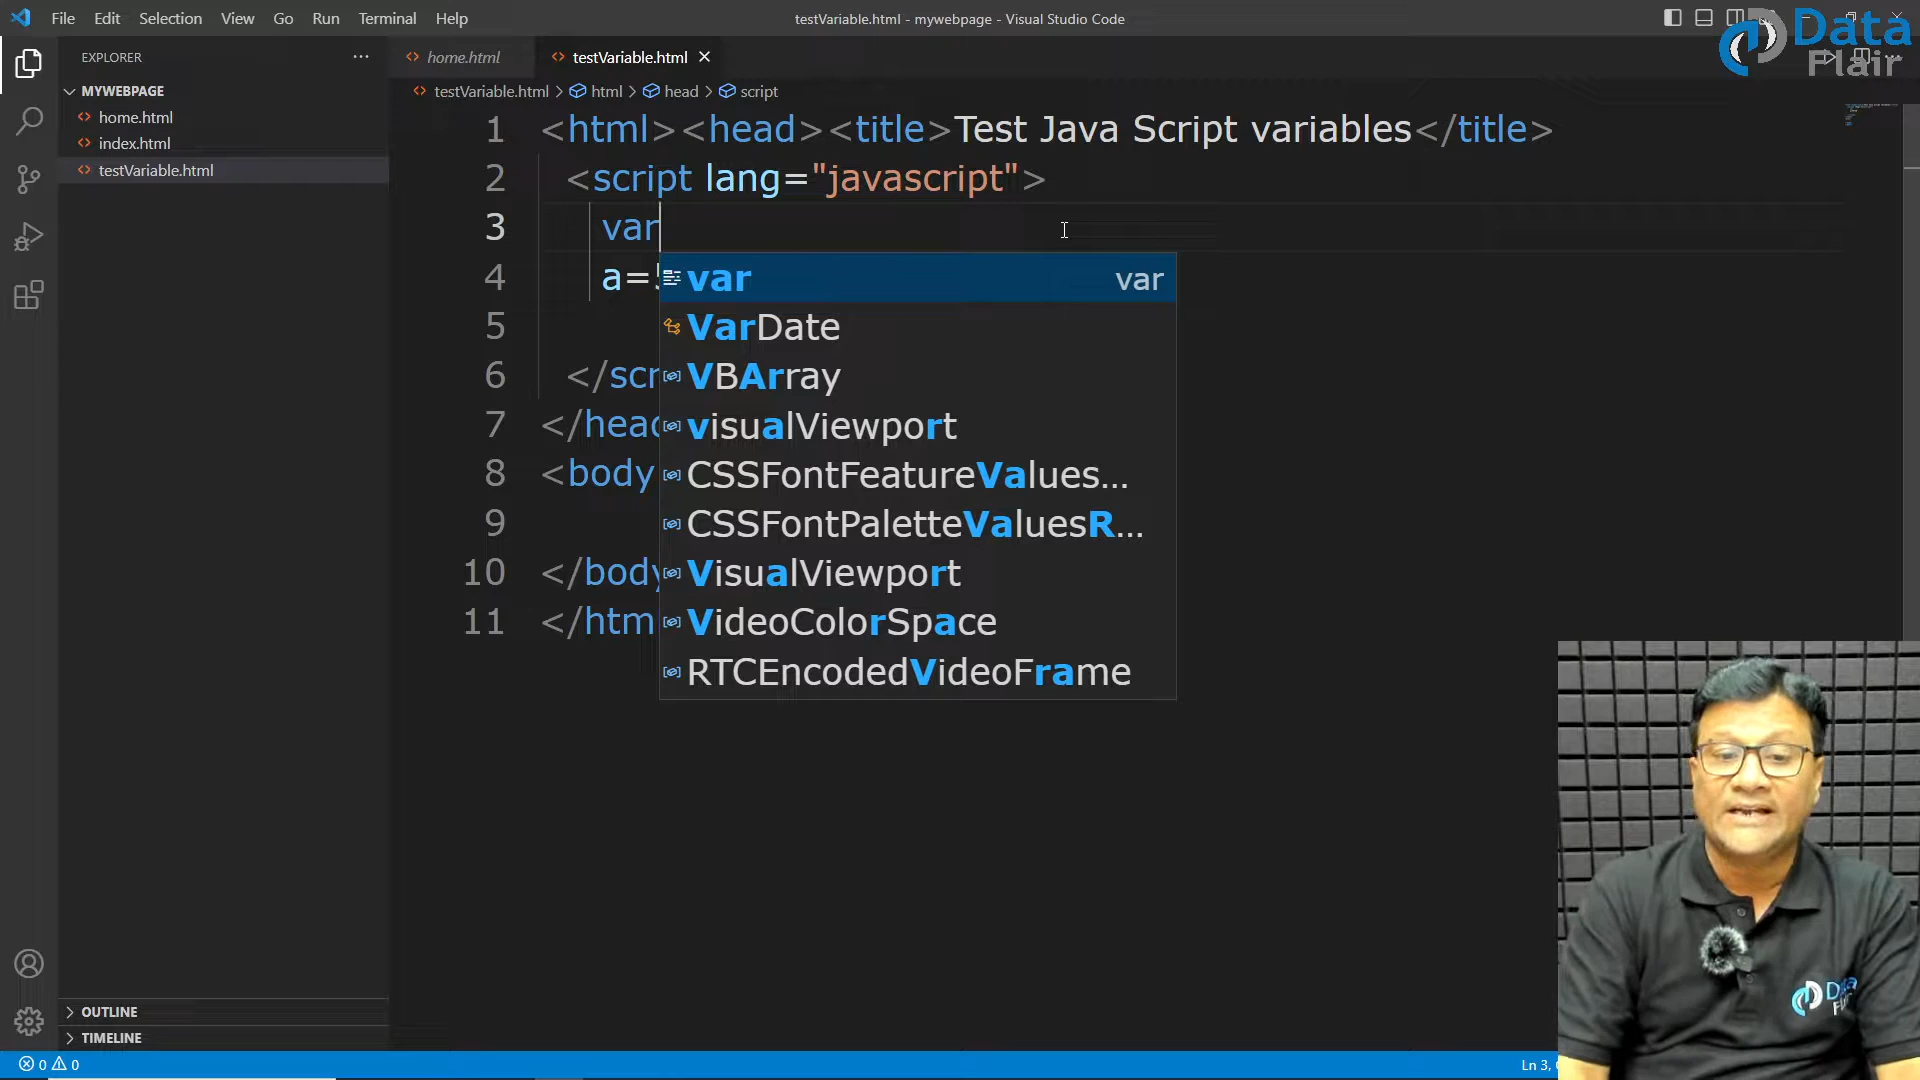 File Edit Selection View Go Run Terminal Help
testVariable.html - mywebpage - Visual Studio Code
Data
Flair
EXPLORER
MYWEBPAGE
home.html
index.html
testVariable.html
OUTLINE
TIMELINE
home.html testVariable.html
testVariable.html > html > head > script
1 <html><head><title>Test Java Script variables</title>
2 <script lang="javascript">
3 var
4 a=
5
6 </scr
7 </head
8 <body
9
10 </body
11 </htm
var var
VarDate
VBArray
visualViewport
CSSFontFeatureValues...
CSSFontPaletteValuesR...
VisualViewport
VideoColorSpace
RTCEncodedVideoFrame
0 0
Ln 3,